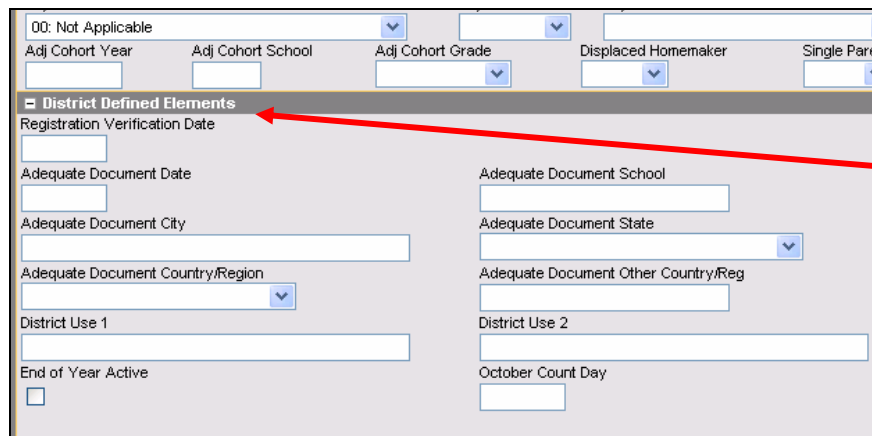 00: Not Applicable
Adj Cohort Year Adj Cohort School Adj Cohort Grade Displaced Homemaker Single Pare
District Defined Elements
Registration Verification Date
Adequate Document Date Adequate Document School
Adequate Document City Adequate Document State
Adequate Document Country/Region Adequate Document Other Country/Reg
District Use 1 District Use 2
End of Year Active October Count Day